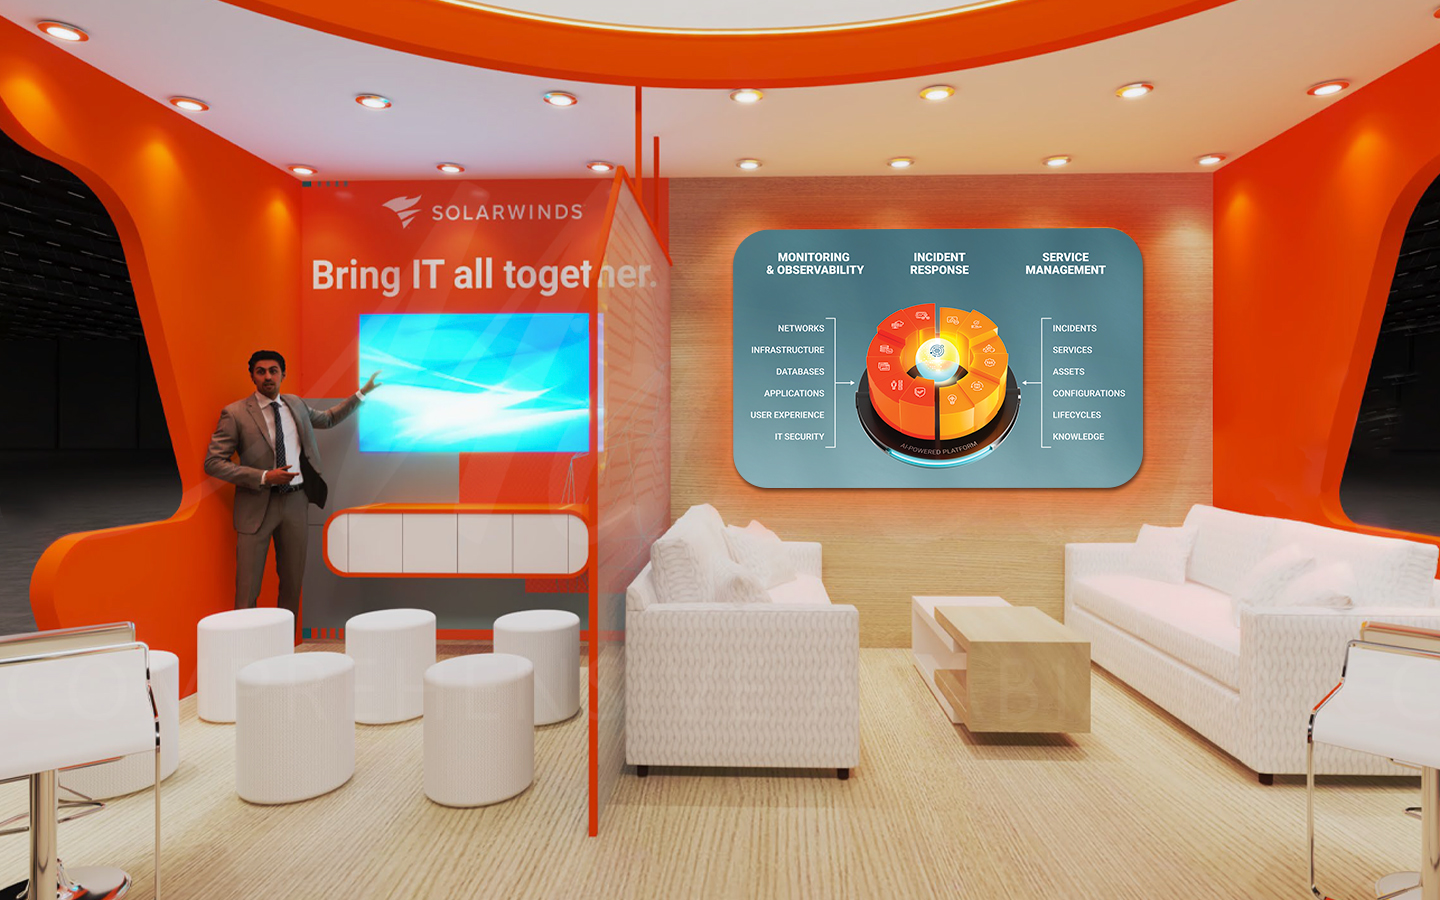 SOLARWINDS
Bring IT all together.
MONITORING
& OBSERVABILITY
INCIDENT
RESPONSE
SERVICE
MANAGEMENT
NETWORKS
INFRASTRUCTURE
DATABASES
APPLICATIONS
USER EXPERIENCE
IT SECURITY
AI-POWERED PLATFORM
INCIDENTS
SERVICES
ASSETS
CONFIGURATIONS
LIFECYCLES
KNOWLEDGE